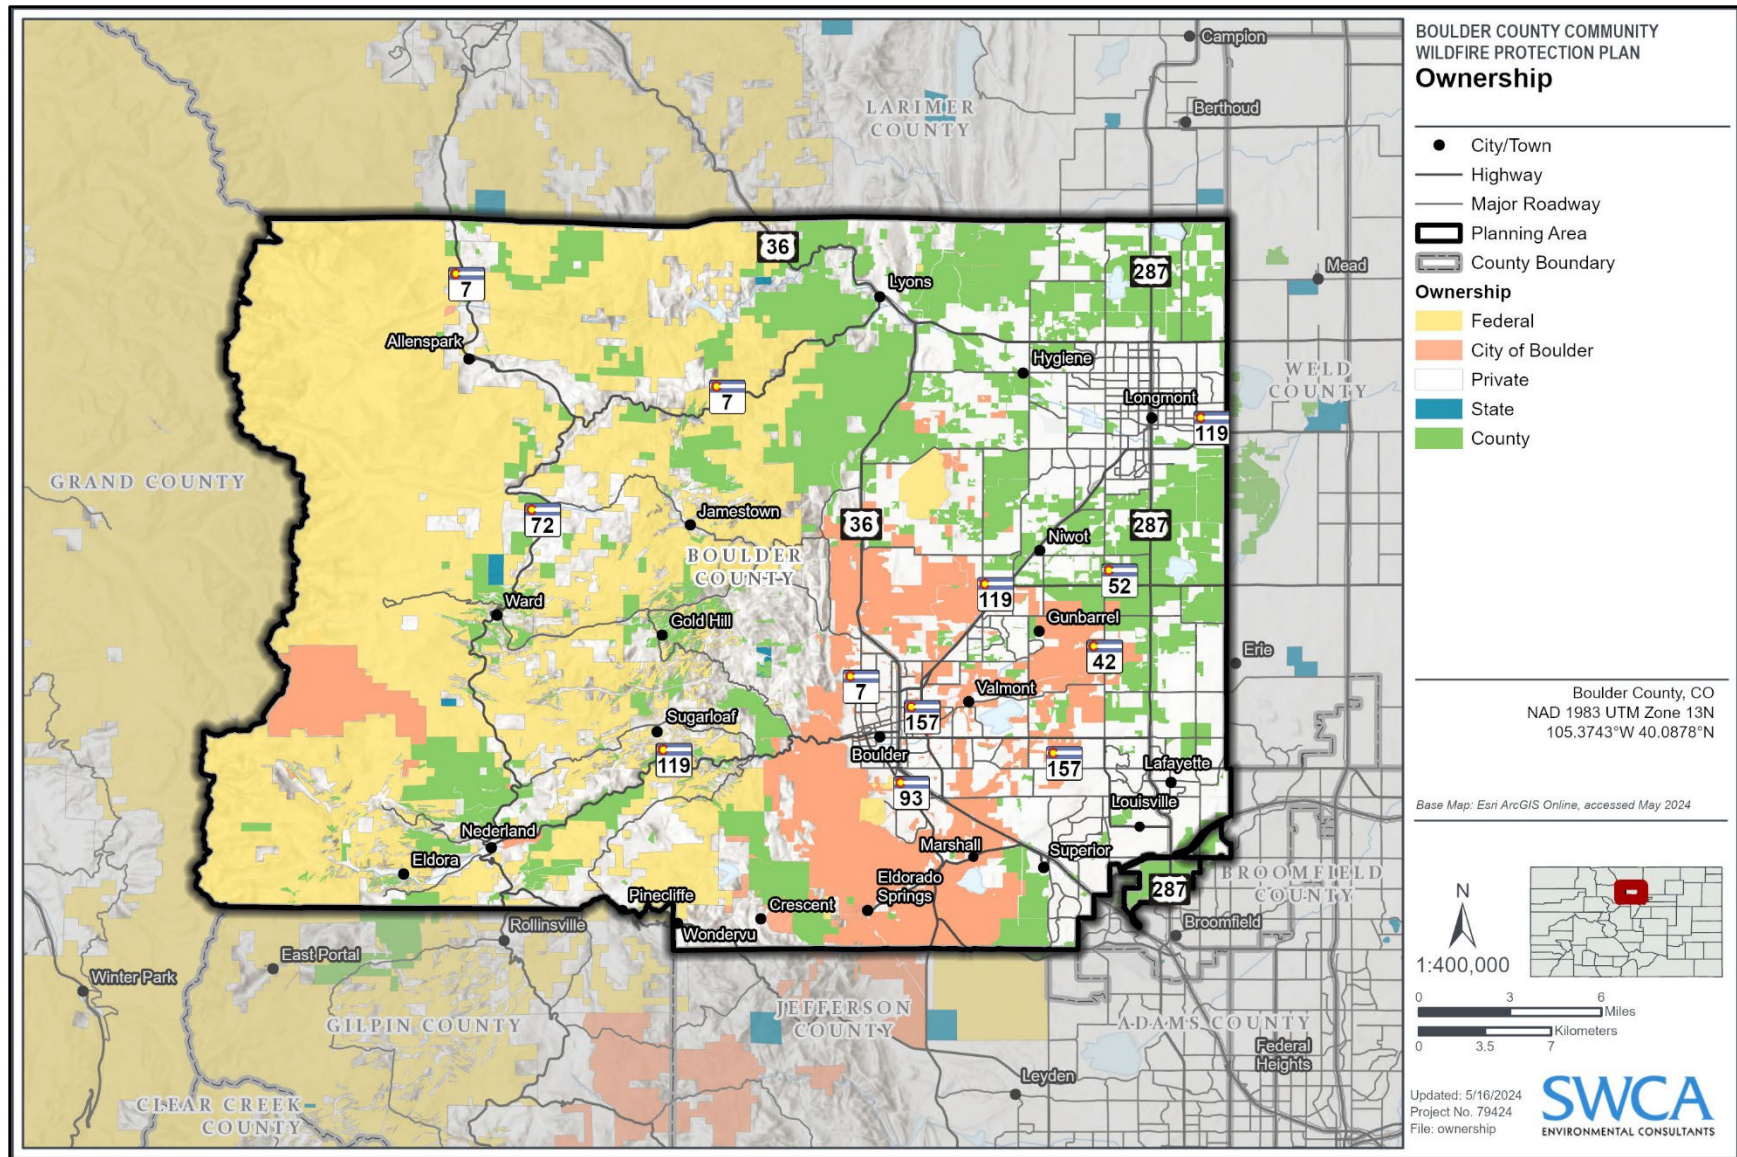 Campion
Berthoud
LARIMER
COUNTY
36
7
287
Mead
Lyons
Allenspark
Hygiene
WELD
COUNTY
7
Longmont
119
GRAND COUNTY
72
Jamestown
36
287
Niwot
BOULDER
COUNTY
52
119
Ward
Gold Hill
Gunbarrel
42
Erie
7
Valmont
157
Sugarloaf
Boulder
119
157
Lafayette
93
Louisville
Nederland
Marshall
Superior
Eldora
Eldorado
Springs
287
BROOMFIELD
COUNTY
Pinecliffe
Crescent
Wondervu
Rollinsville
Broomfield
East Portal
Winter Park
JEFFERSON
COUNTY
GILPIN COUNTY
ADAMS COUNTY
Federal
Heights
Leyden
CLEAR CREEK
COUNTY
BOULDER COUNTY COMMUNITY
WILDFIRE PROTECTION PLAN
Ownership
City/Town
Highway
Major Roadway
Planning Area
County Boundary
Ownership
Federal
City of Boulder
Private
State
County
Boulder County, CO
NAD 1983 UTM Zone 13N
105.3743°W 40.0878°N
Base Map: Esri ArcGIS Online, accessed May 2024
N
1:400,000
0 3 6
Miles
Kilometers
0 3.5 7
Updated: 5/16/2024
Project No. 79424
File: ownership
SWCA
ENVIRONMENTAL CONSULTANTS